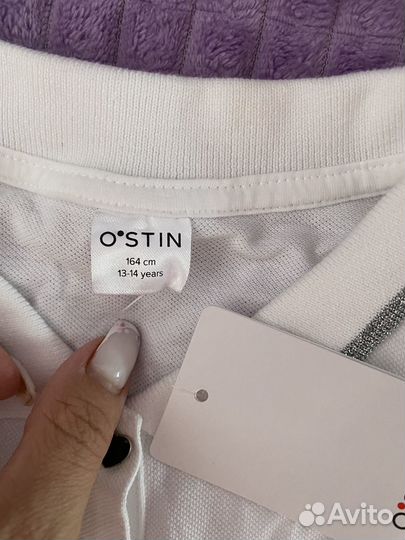 O'STIN
164 cm
13-14 years
Avito